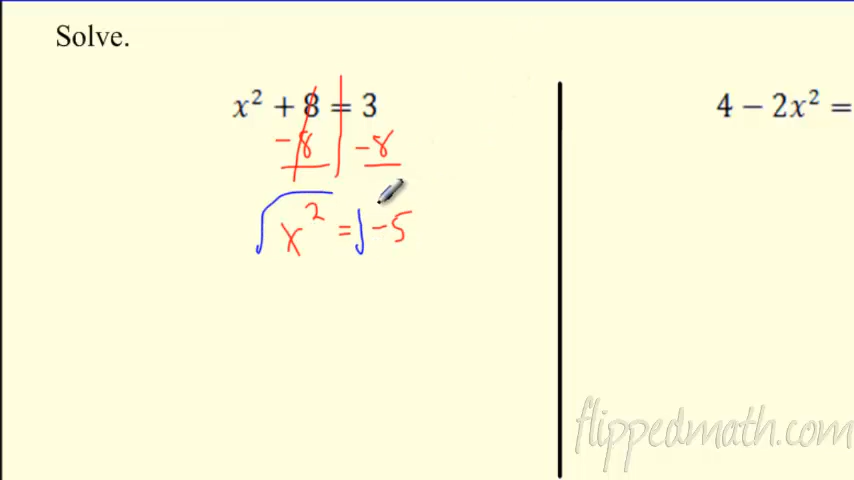 Solve.
x² + 8 = 3
4 − 2x² =
−8 −8
√x² = √−5
flippedmath.com